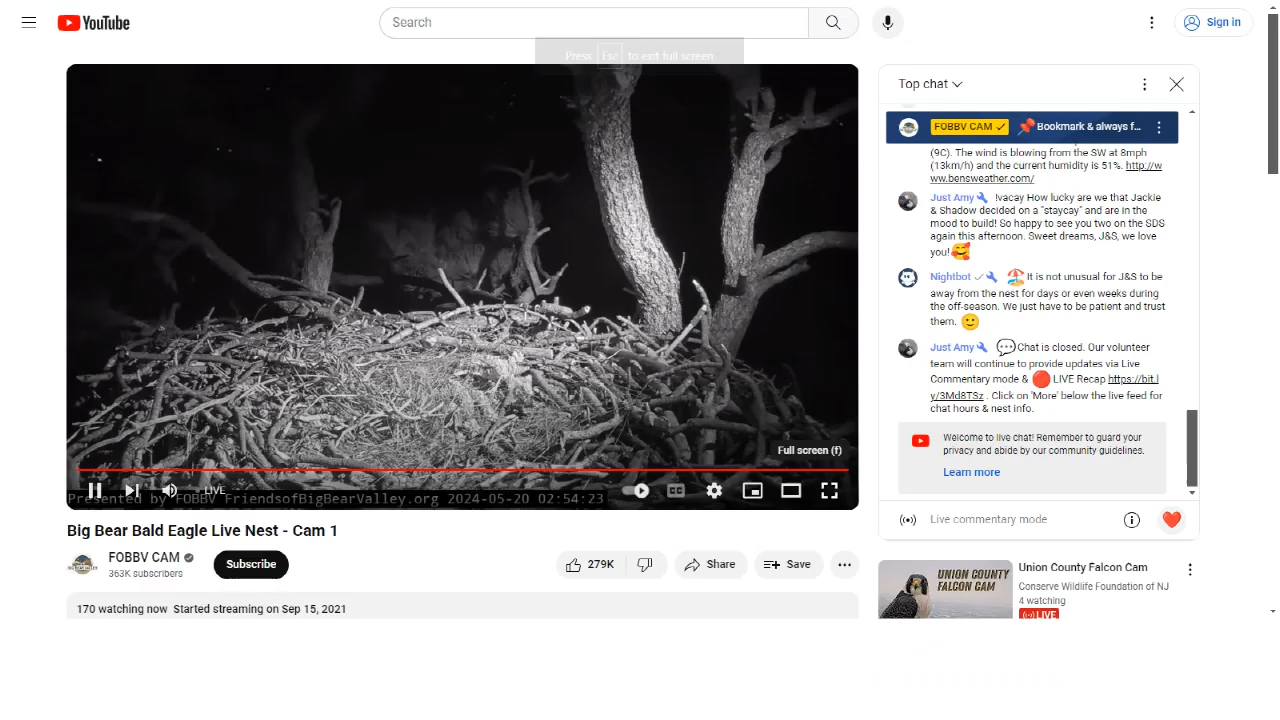 YouTube
Search
Sign in
Press Esc to exit full screen
Top chat
FOBBV CAM 📌Bookmark & always f...
(9C). The wind is blowing from the SW at 8mph
(13km/h) and the current humidity is 51%. http://w
ww.bensweather.com/
Just Amy !vacay How lucky are we that Jackie
& Shadow decided on a "staycay" and are in the
mood to build! So happy to see you two on the SDS
again this afternoon. Sweet dreams, J&S, we love
you!🥰
Nightbot 🏖️It is not unusual for J&S to be
away from the nest for days or even weeks during
the off-season. We just have to be patient and trust
them. 🙂
Just Amy 💬Chat is closed. Our volunteer
team will continue to provide updates via Live
Commentary mode & 🔴 LIVE Recap https://bit.l
y/3Md8TSz . Click on 'More' below the live feed for
chat hours & nest info.
Welcome to live chat! Remember to guard your
privacy and abide by our community guidelines.
Learn more
Live commentary mode
Full screen (f)
LIVE
CC
Presented by FOBBV FriendsofBigBearValley.org 2024-05-20 02:54:23
Big Bear Bald Eagle Live Nest - Cam 1
FOBBV CAM
363K subscribers
Subscribe
279K
Share
Save
170 watching now Started streaming on Sep 15, 2021
UNION COUNTY
FALCON CAM
Union County Falcon Cam
Conserve Wildlife Foundation of NJ
4 watching
LIVE